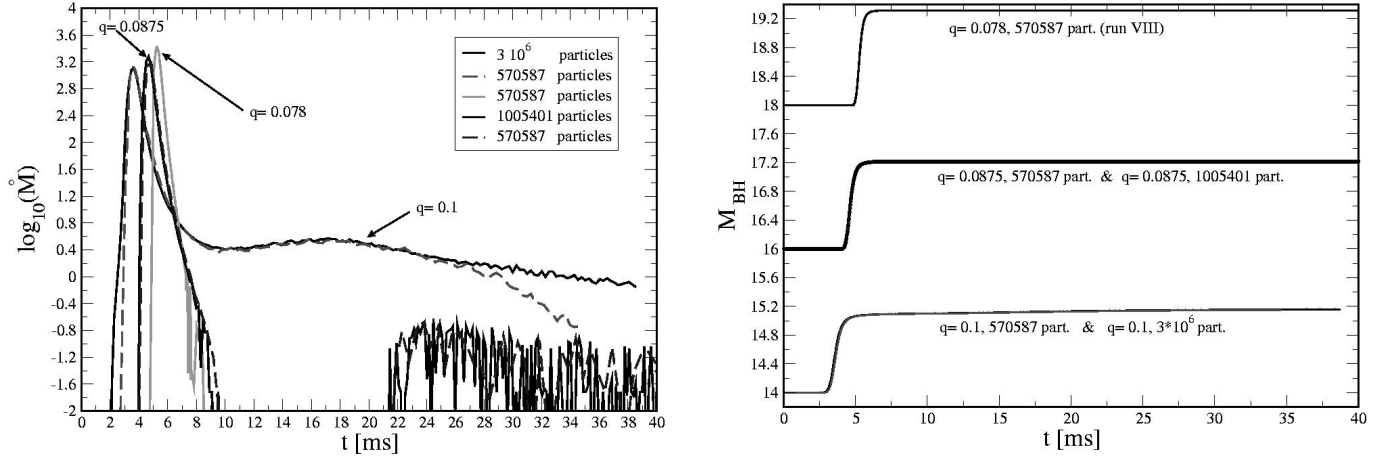 4
3.6
3.2
2.8
2.4
2
1.6
1.2
0.8
0.4
0
-0.4
-0.8
-1.2
-1.6
-2
log10(M°)
q= 0.0875
q= 0.078
q= 0.1
3 10^6 particles
570587 particles
570587 particles
1005401 particles
570587 particles
0 2 4 6 8 10 12 14 16 18 20 22 24 26 28 30 32 34 36 38 40
t [ms]
19.2
18.8
18.4
18
17.6
17.2
16.8
16.4
16
15.6
15.2
14.8
14.4
14
M_BH
q= 0.078, 570587 part. (run VIII)
q= 0.0875, 570587 part. & q= 0.0875, 1005401 part.
q= 0.1, 570587 part. & q= 0.1, 3*10^6 part.
0 5 10 15 20 25 30 35 40
t [ms]